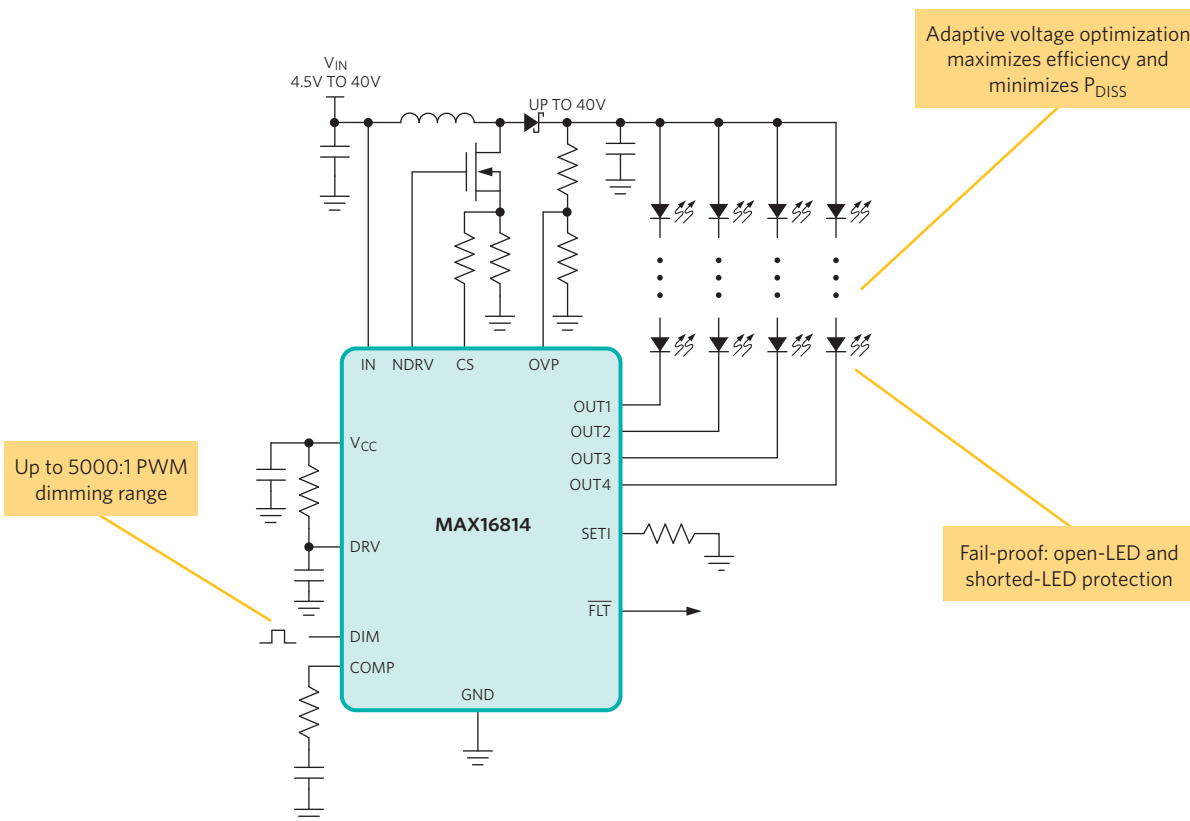 Adaptive voltage optimization
maximizes efficiency and
minimizes PDISS
VIN
4.5V TO 40V
UP TO 40V
IN NDRV CS OVP
OUT1
OUT2
OUT3
OUT4
VCC
Up to 5000:1 PWM
dimming range
MAX16814
SETI
DRV
Fail-proof: open-LED and
shorted-LED protection
FLT
DIM
COMP
GND